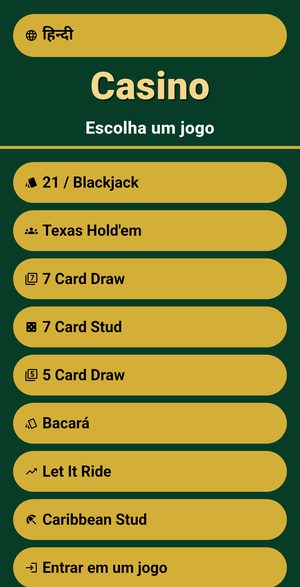 हिन्दी
Casino
Escolha um jogo
21 / Blackjack
Texas Hold'em
7 Card Draw
7 Card Stud
5 Card Draw
Bacará
Let It Ride
Caribbean Stud
Entrar em um jogo